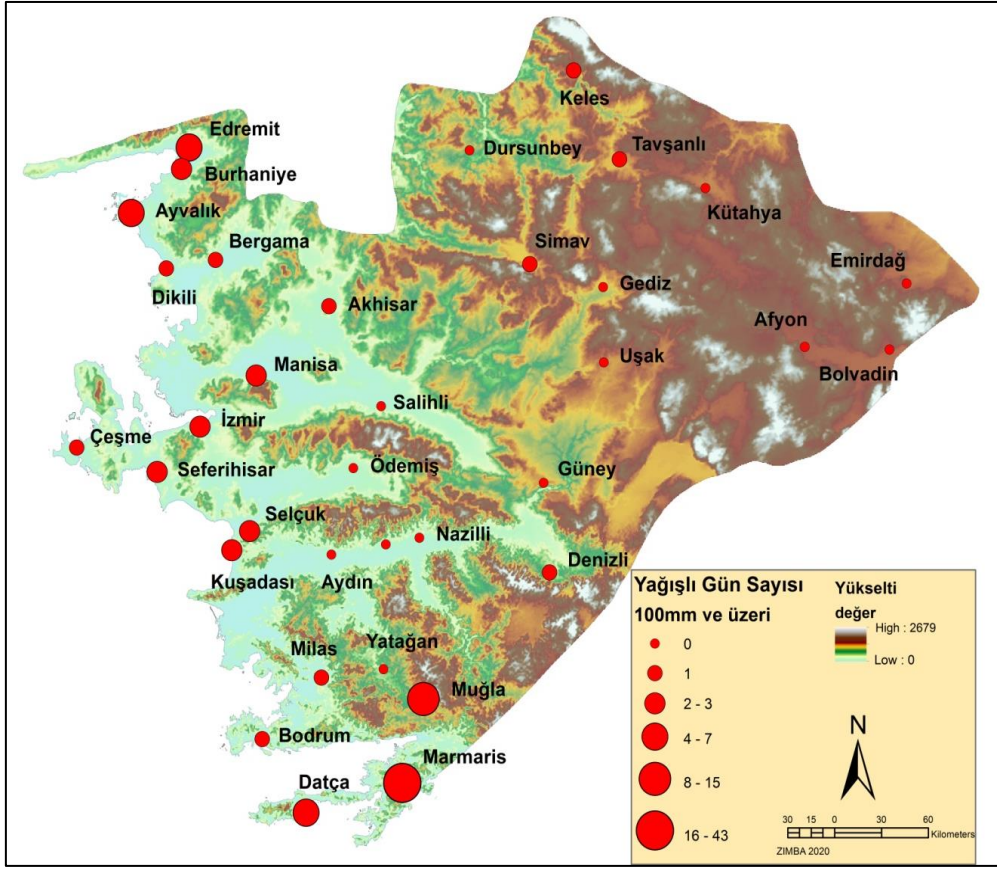 Keles
Edremit
Dursunbey
Tavşanlı
Burhaniye
Kütahya
Ayvalık
Bergama
Simav
Emirdağ
Dikili
Gediz
Akhisar
Afyon
Uşak
Bolvadin
Manisa
Salihli
İzmir
Çeşme
Ödemiş
Seferihisar
Güney
Selçuk
Nazilli
Kuşadası
Aydın
Denizli
Milas
Yatağan
Muğla
Bodrum
Marmaris
Datça
Yağışlı Gün Sayısı
100mm ve üzeri
0
1
2 - 3
4 - 7
8 - 15
16 - 43
Yükselti
değer
High : 2679
Low : 0
N
30 15 0 30 60
Kilometers
ZIMBA 2020